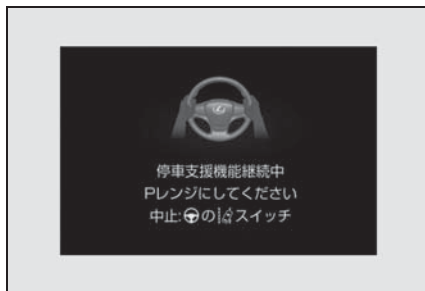 停車支援機能継続中
Pレンジにしてください
中止:のスイッチ